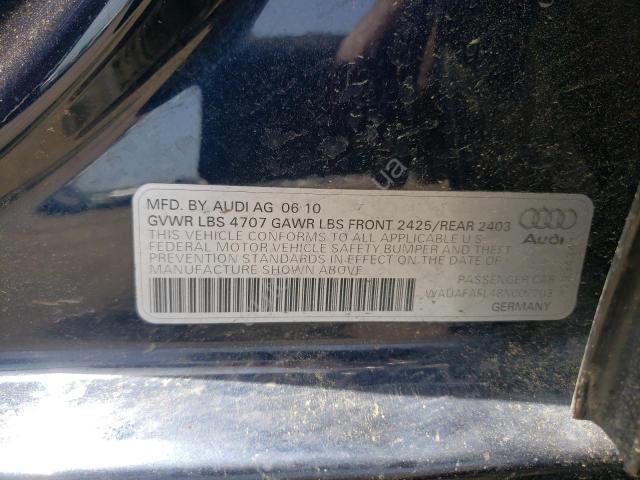 MFD. BY AUDI AG 06 10
GVWR LBS 4707 GAWR LBS FRONT 2425/REAR 2403
THIS VEHICLE CONFORMS TO ALL APPLICABLE U S
FEDERAL MOTOR VEHICLE SAFETY BUMPER AND THEFT
PREVENTION STANDARDS IN EFFECT ON THE DATE OF
MANUFACTURE SHOWN ABOVE.
Audi
PASSENGER CAR
GERMANY